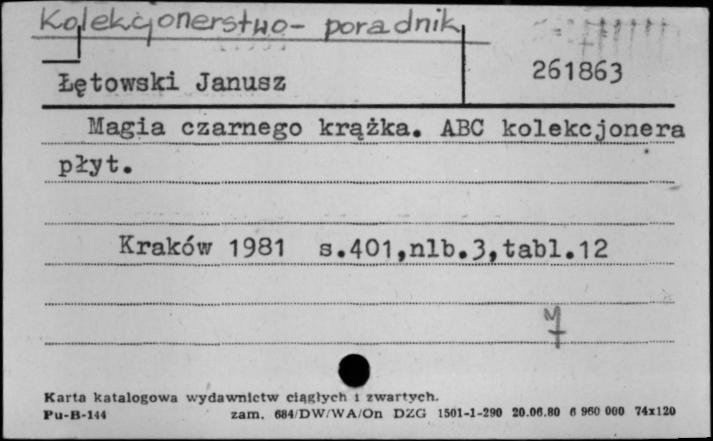 Kolekcjonerstwo - poradnik
Łętowski Janusz
261863
Magia czarnego krążka. ABC kolekcjonera
płyt.
Kraków 1981 s.401,nlb.3,tabl.12
M
Karta katalogowa wydawnictw ciągłych i zwartych.
Pu-B-144 zam. 684/DW/WA/On DZG 1501-1-290 20.06.80 6 960 000 74x120